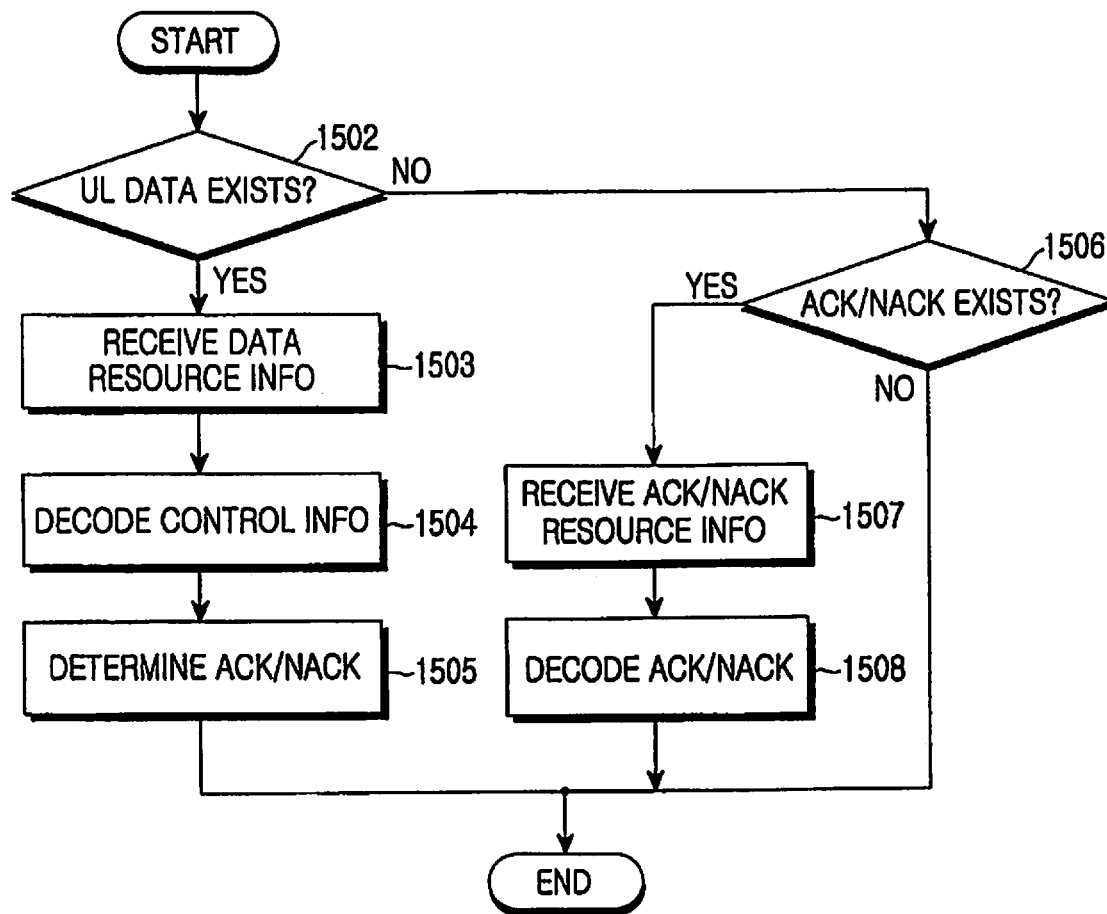 START
1502
UL DATA EXISTS?
NO
YES
1506
ACK/NACK EXISTS?
YES
NO
RECEIVE DATA
RESOURCE INFO
1503
DECODE CONTROL INFO
1504
DETERMINE ACK/NACK
1505
RECEIVE ACK/NACK
RESOURCE INFO
1507
DECODE ACK/NACK
1508
END